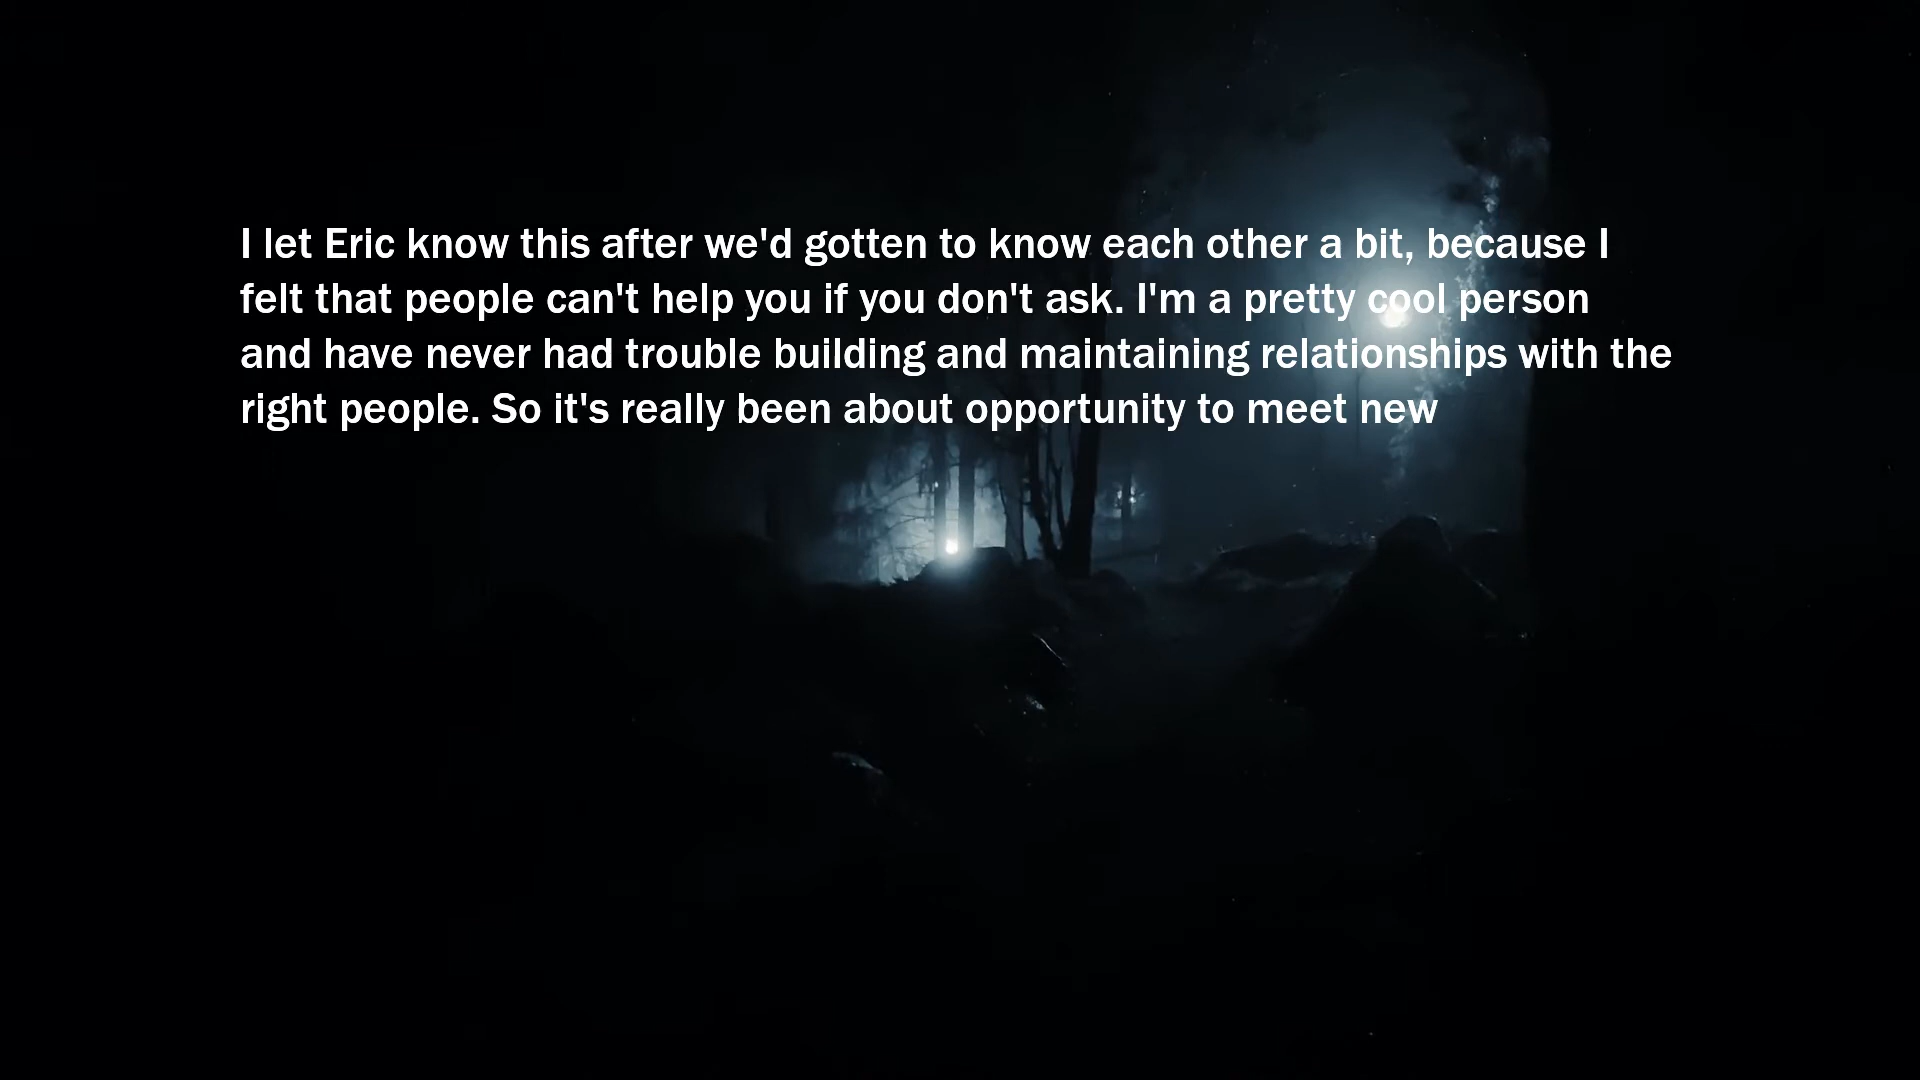 I let Eric know this after we'd gotten to know each other a bit, because I
felt that people can't help you if you don't ask. I'm a pretty cool person
and have never had trouble building and maintaining relationships with the
right people. So it's really been about opportunity to meet new